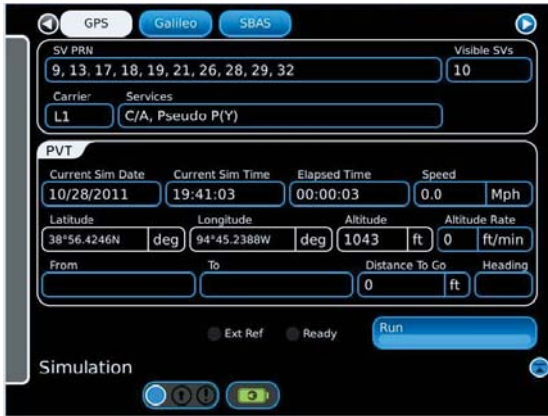 GPS Galileo SBAS
SV PRN Visible SVs
9, 13, 17, 18, 19, 21, 26, 28, 29, 32 10
Carrier Services
L1 C/A, Pseudo P(Y)
PVT
Current Sim Date Current Sim Time Elapsed Time Speed
10/28/2011 19:41:03 00:00:03 0.0 Mph
Latitude Longitude Altitude Altitude Rate
38°56.4246N deg 94°45.2388W deg 1043 ft 0 ft/min
From To Distance To Go Heading
0 ft
Ext Ref Ready Run
Simulation